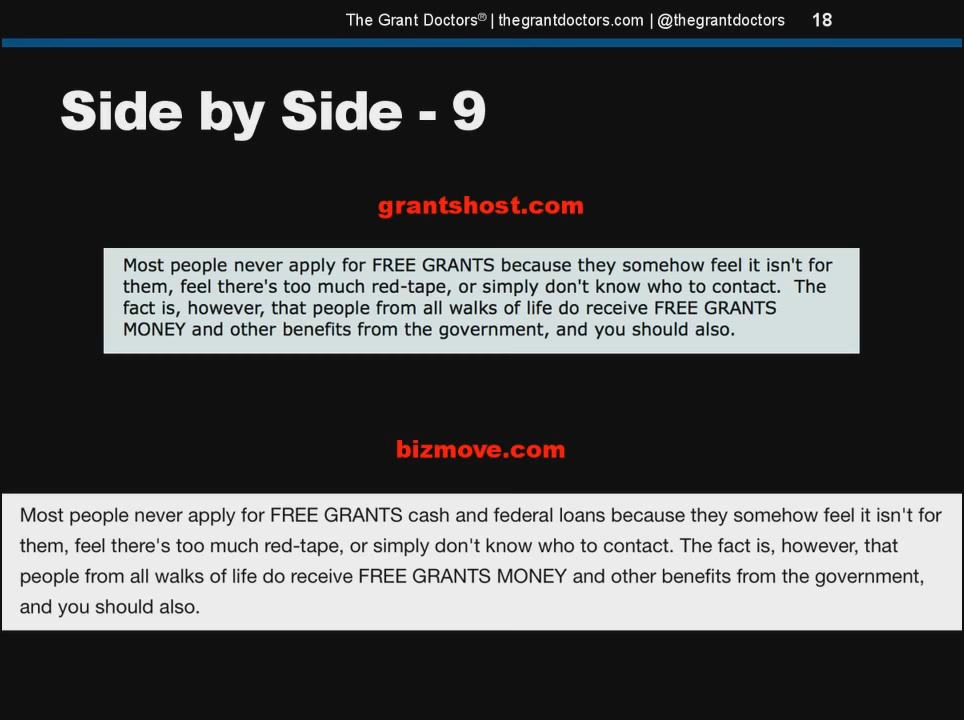 The Grant Doctors® | thegrantdoctors.com | @thegrantdoctors 18
Side by Side - 9
grantshost.com
Most people never apply for FREE GRANTS because they somehow feel it isn't for
them, feel there's too much red-tape, or simply don't know who to contact.  The
fact is, however, that people from all walks of life do receive FREE GRANTS
MONEY and other benefits from the government, and you should also.
bizmove.com
Most people never apply for FREE GRANTS cash and federal loans because they somehow feel it isn't for
them, feel there's too much red-tape, or simply don't know who to contact. The fact is, however, that
people from all walks of life do receive FREE GRANTS MONEY and other benefits from the government,
and you should also.